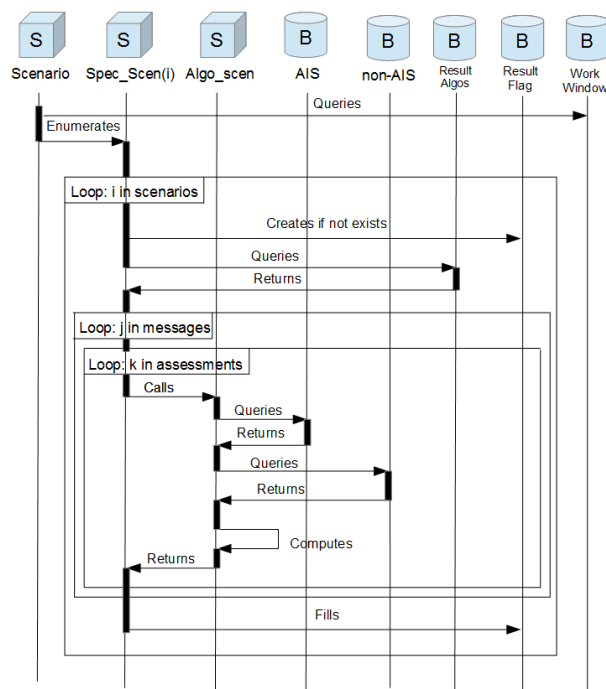 S S S B B B B B
Scenario Spec_Scen(i) Algo_scen AIS non-AIS Result Algos Result Flag Work Window
Queries
Enumerates
Loop: i in scenarios
Creates if not exists
Queries
Returns
Loop: j in messages
Loop: k in assessments
Calls
Queries
Returns
Queries
Returns
Computes
Returns
Fills